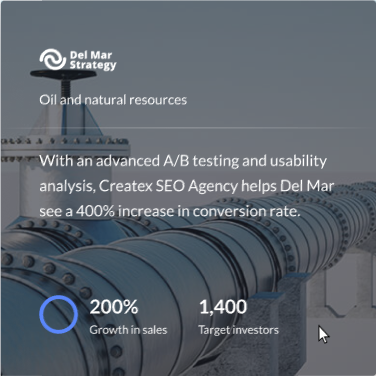 Del Mar
Strategy
Oil and natural resources
With an advanced A/B testing and usability
analysis, Createx SEO Agency helps Del Mar
see a 400% increase in conversion rate.
200%
Growth in sales
1,400
Target investors